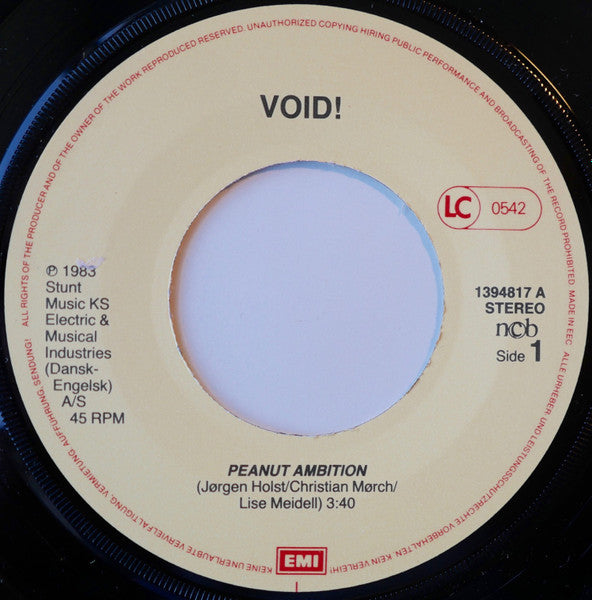 VOID!
LC 0542
℗ 1983
Stunt
Music KS
Electric &
Musical
Industries
(Dansk-
Engelsk)
A/S
45 RPM
1394817 A
STEREO
n©b
Side 1
PEANUT AMBITION
(Jørgen Holst/Christian Mørch/
Lise Meidell) 3:40
EMI
ALL RIGHTS OF THE PRODUCER AND OF THE OWNER OF THE WORK REPRODUCED RESERVED. UNAUTHORIZED COPYING HIRING PUBLIC PERFORMANCE AND BROADCASTING OF THE RECORD PROHIBITED. MADE IN EEC
ALLE URHEBER UND LEISTUNGSSCHUTZRECHTE VORBEHALTEN. KEIN VERLEIH! KEINE UNERLAUBTE VERVIELFÄLTIGUNG, VERMIETUNG, AUFFÜHRUNG, SENDUNG!